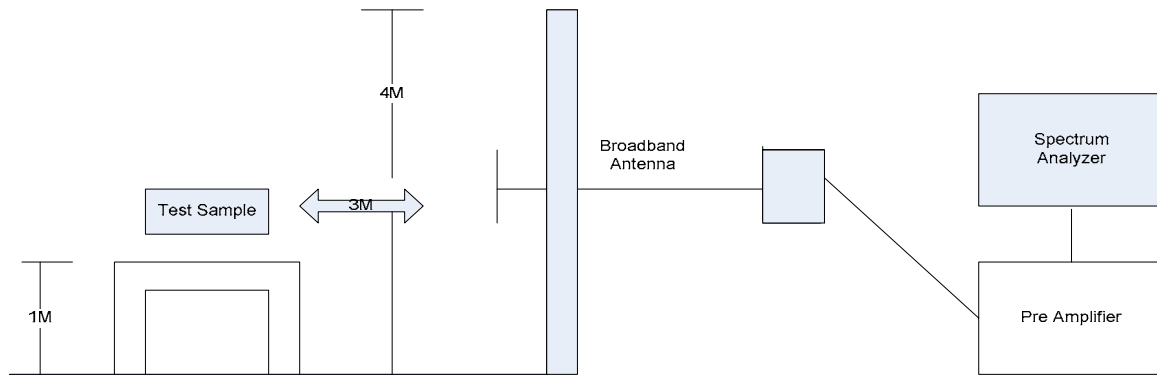 4M
Broadband
Antenna
Spectrum
Analyzer
Test Sample
3M
1M
Pre Amplifier